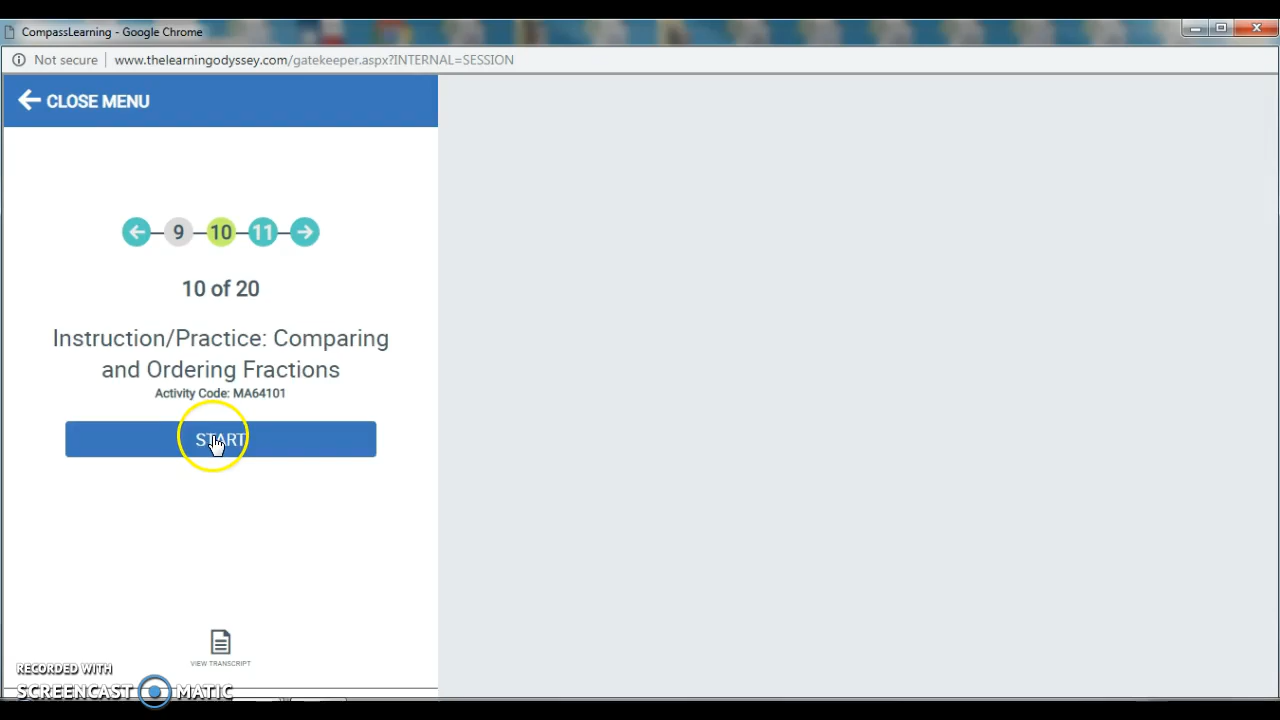 CompassLearning - Google Chrome
Not secure www.thelearningodyssey.com/gatekeeper.aspx?INTERNAL=SESSION
CLOSE MENU
9 10 11
10 of 20
Instruction/Practice: Comparing
and Ordering Fractions
Activity Code: MA64101
START
VIEW TRANSCRIPT
RECORDED WITH
SCREENCAST MATIC